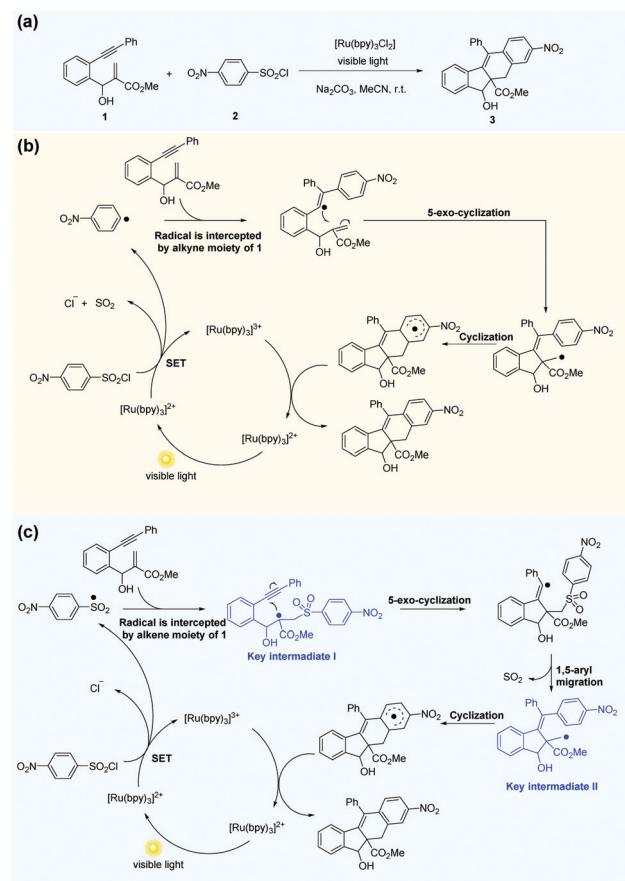 (a)
Ph
CO₂Me
OH
1
+
O₂N
SO₂Cl
2
[Ru(bpy)₃Cl₂]
visible light
Na₂CO₃, MeCN, r.t.
Ph
NO₂
CO₂Me
OH
3
(b)
Ph
CO₂Me
OH
O₂N
Radical is intercepted
by alkyne moiety of 1
Ph
NO₂
OH
CO₂Me
5-exo-cyclization
Ph
NO₂
CO₂Me
OH
Cyclization
Ph
NO₂
CO₂Me
OH
Cl⁻ + SO₂
O₂N
SO₂Cl
SET
[Ru(bpy)₃]³⁺
[Ru(bpy)₃]²⁺
[Ru(bpy)₃]²⁺
visible light
Ph
NO₂
CO₂Me
OH
(c)
Ph
CO₂Me
OH
O₂N
SO₂
Radical is intercepted
by alkene moiety of 1
Ph
O O
S
NO₂
OH
CO₂Me
Key intermadiate I
5-exo-cyclization
NO₂
Ph
O
S
O
CO₂Me
OH
SO₂
1,5-aryl
migration
Ph
NO₂
CO₂Me
OH
Key intermadiate II
Cyclization
Ph
NO₂
CO₂Me
OH
Cl⁻
O₂N
SO₂Cl
SET
[Ru(bpy)₃]³⁺
[Ru(bpy)₃]²⁺
[Ru(bpy)₃]²⁺
visible light
Ph
NO₂
CO₂Me
OH